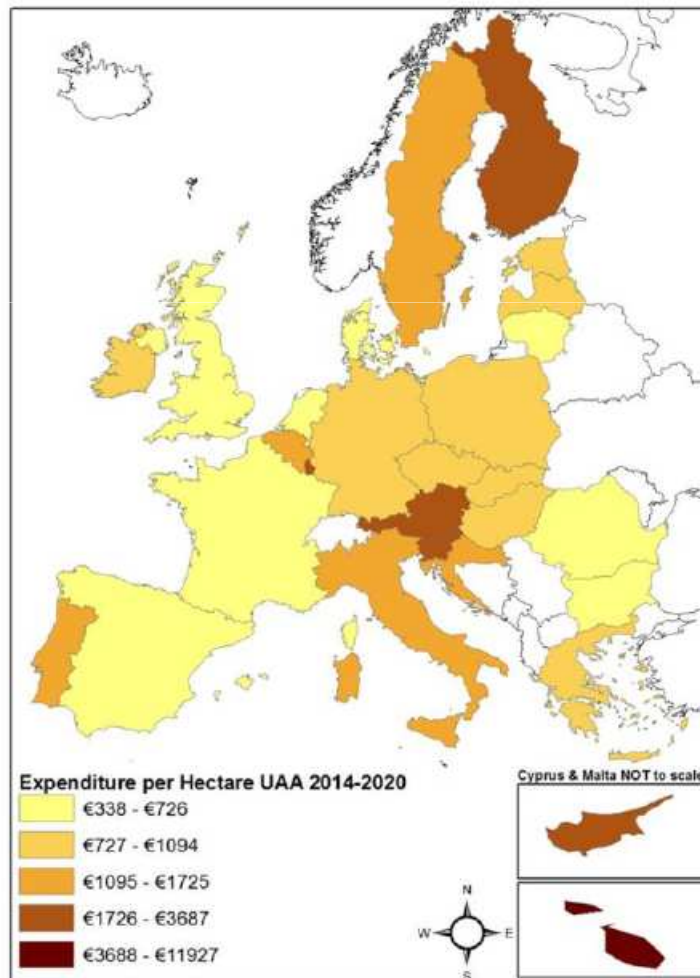 Expenditure per Hectare UAA 2014-2020
€338 - €726
€727 - €1094
€1095 - €1725
€1726 - €3687
€3688 - €11927
Cyprus & Malta NOT to scale
N
W
E
S